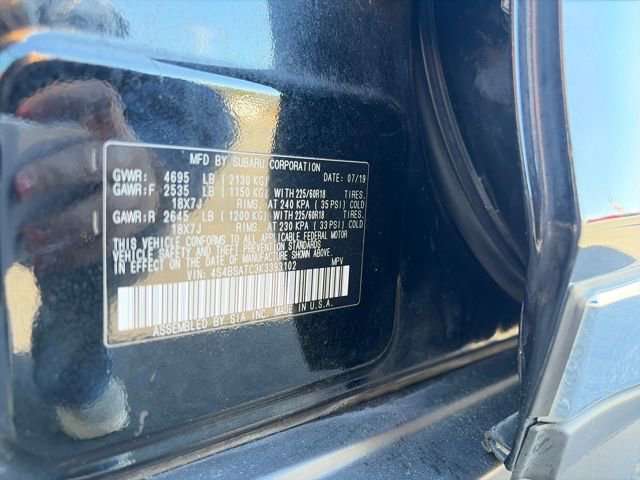 MFD BY SUBARU CORPORATION
GVWR: 4695 LB (2130 KG) DATE: 07/19
GAWR:F 2535 LB (1150 KG) WITH 225/60R18 TIRES.
18X7J RIMS. AT 240 KPA (35 PSI) COLD
GAWR:R 2645 LB (1200 KG) WITH 225/60R18 TIRES.
18X7J RIMS. AT 230 KPA (33 PSI) COLD
THIS VEHICLE CONFORMS TO ALL APPLICABLE FEDERAL MOTOR
VEHICLE SAFETY AND THEFT PREVENTION STANDARDS
IN EFFECT ON THE DATE OF MANUFACTURE SHOWN ABOVE.
VIN: 4S4BSATC3K3393102 MPV
ASSEMBLED BY SIA INC. MADE IN U.S.A.